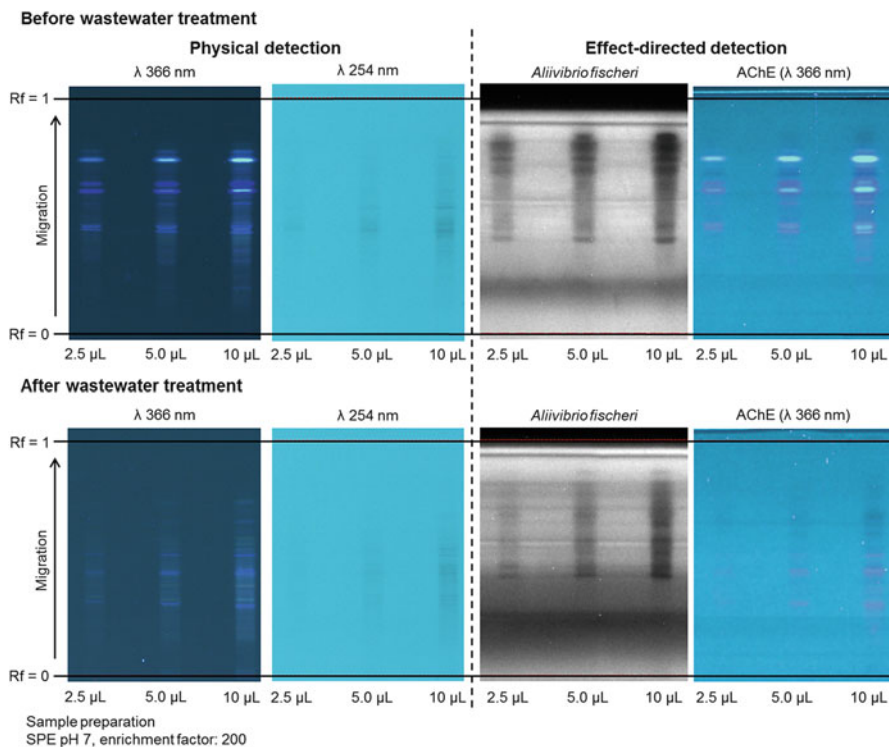 Before wastewater treatment
Physical detection
Effect-directed detection
λ 366 nm
λ 254 nm
Aliivibrio fischeri
AChE (λ 366 nm)
Rf = 1
Migration
Rf = 0
2.5 µL 5.0 µL 10 µL 2.5 µL 5.0 µL 10 µL 2.5 µL 5.0 µL 10 µL 2.5 µL 5.0 µL 10 µL
After wastewater treatment
λ 366 nm
λ 254 nm
Aliivibrio fischeri
AChE (λ 366 nm)
Rf = 1
Migration
Rf = 0
2.5 µL 5.0 µL 10 µL 2.5 µL 5.0 µL 10 µL 2.5 µL 5.0 µL 10 µL 2.5 µL 5.0 µL 10 µL
Sample preparation
SPE pH 7, enrichment factor: 200